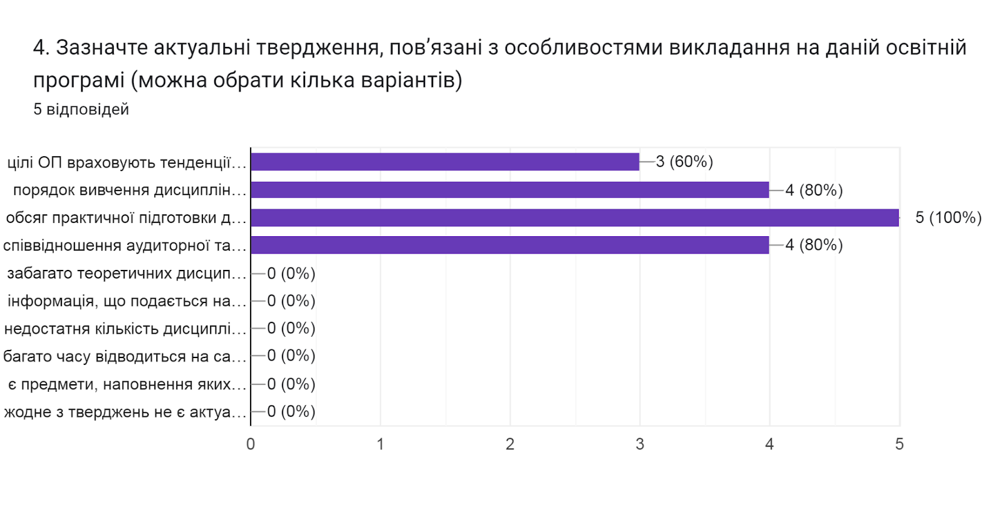 4. Зазначте актуальні твердження, пов’язані з особливостями викладання на даній освітній
програмі (можна обрати кілька варіантів)
5 відповідей
цілі ОП враховують тенденції… 3 (60%)
порядок вивчення дисциплін… 4 (80%)
обсяг практичної підготовки д… 5 (100%)
співвідношення аудиторної та… 4 (80%)
забагато теоретичних дисцип… 0 (0%)
інформація, що подається на… 0 (0%)
недостатня кількість дисциплі… 0 (0%)
багато часу відводиться на са… 0 (0%)
є предмети, наповнення яких… 0 (0%)
жодне з тверджень не є актуа… 0 (0%)
0 1 2 3 4 5